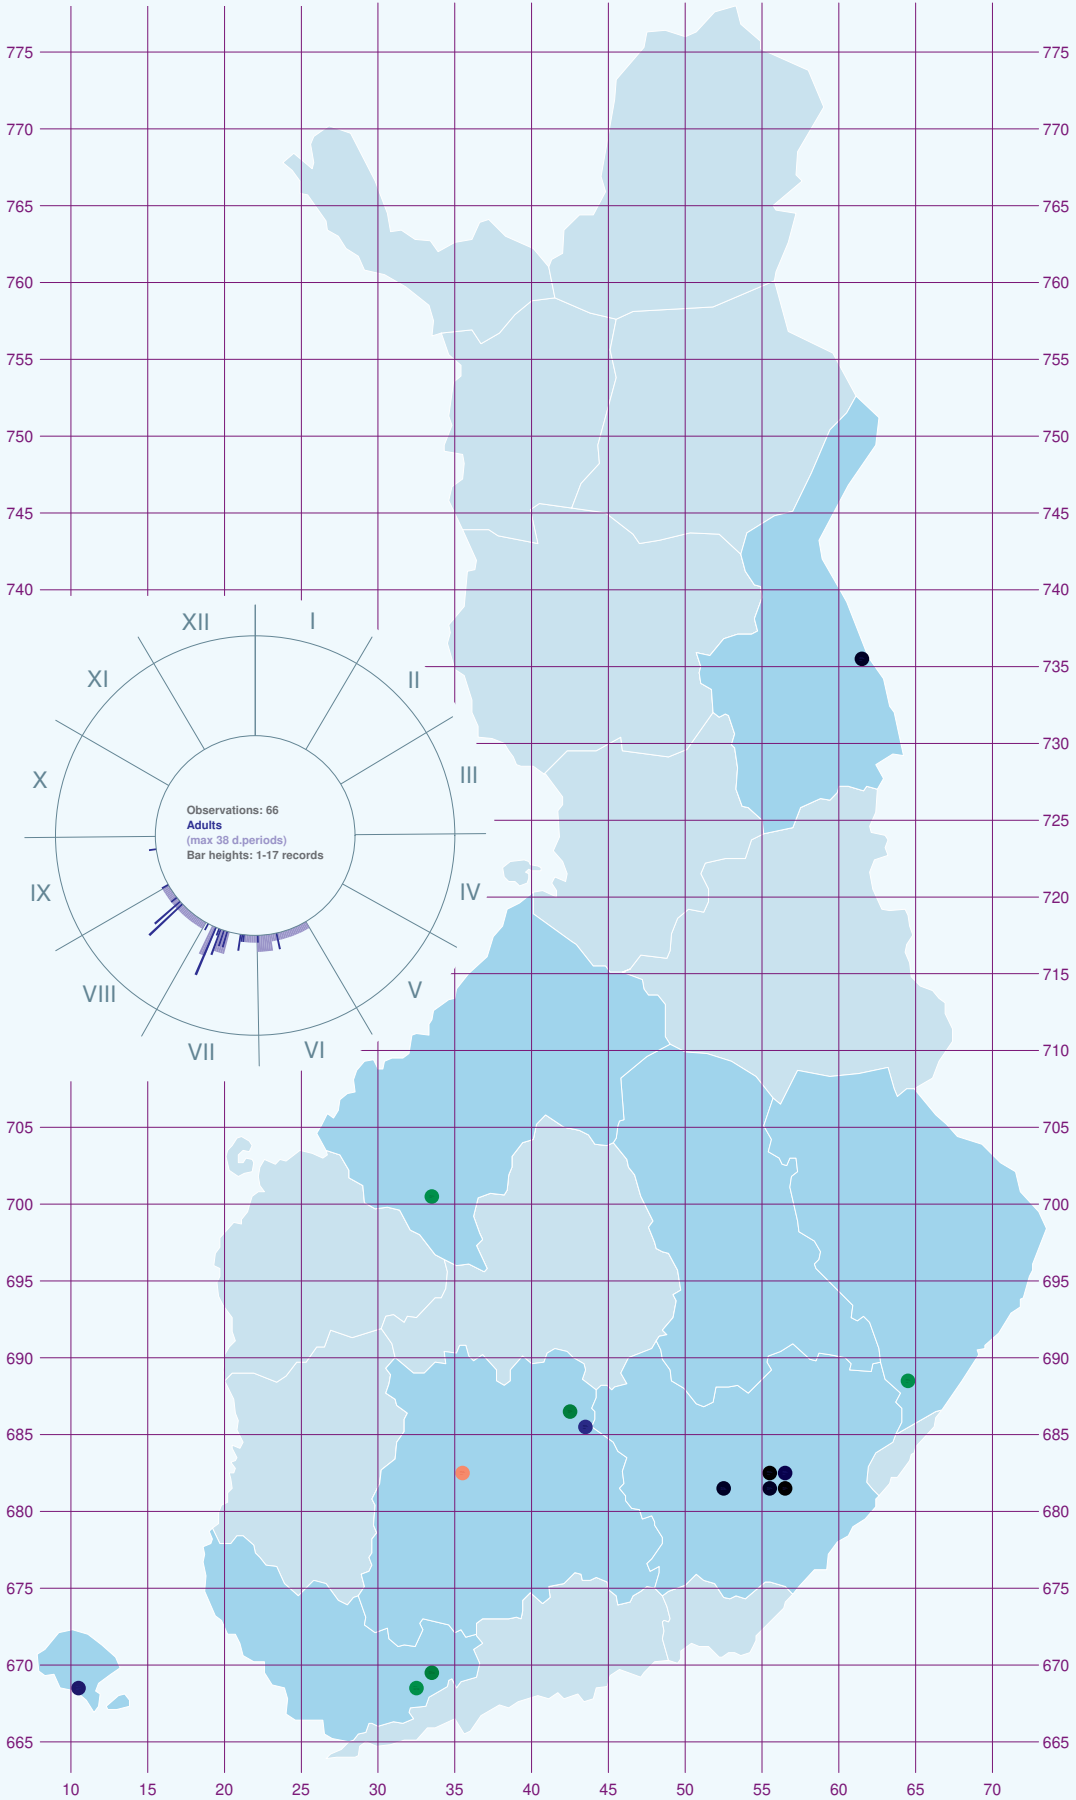 775 775
770 770
765 765
760 760
755 755
750 750
745 745
740 740
XII I
XI II
735
730
X III
Observations: 66
Adults
(max 38 d.periods)
Bar heights: 1-17 records
725
IX IV
720
VIII V
715
VII VI
710
705 705
700 700
695 695
690 690
685 685
680 680
675 675
670 670
665 665
10 15 20 25 30 35 40 45 50 55 60 65 70